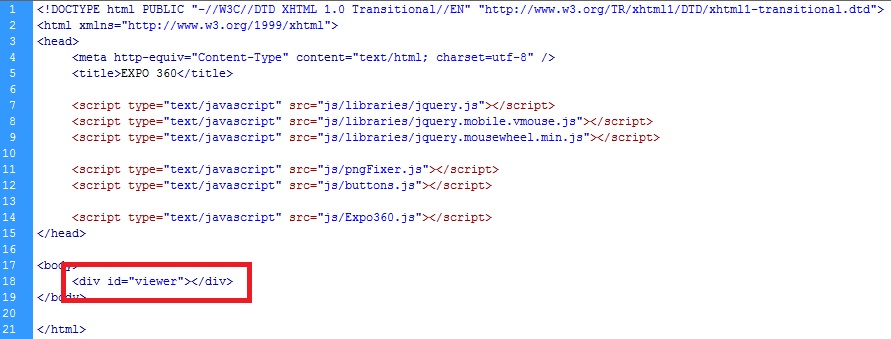 1 <!DOCTYPE html PUBLIC "-//W3C//DTD XHTML 1.0 Transitional//EN" "http://www.w3.org/TR/xhtml1/DTD/xhtml1-transitional.dtd">
2 <html xmlns="http://www.w3.org/1999/xhtml">
3 <head>
4 <meta http-equiv="Content-Type" content="text/html; charset=utf-8" />
5 <title>EXPO 360</title>
6
7 <script type="text/javascript" src="js/libraries/jquery.js"></script>
8 <script type="text/javascript" src="js/libraries/jquery.mobile.vmouse.js"></script>
9 <script type="text/javascript" src="js/libraries/jquery.mousewheel.min.js"></script>
10
11 <script type="text/javascript" src="js/pngFixer.js"></script>
12 <script type="text/javascript" src="js/buttons.js"></script>
13
14 <script type="text/javascript" src="js/Expo360.js"></script>
15 </head>
16
17 <body>
18 <div id="viewer"></div>
19 </body>
20
21 </html>